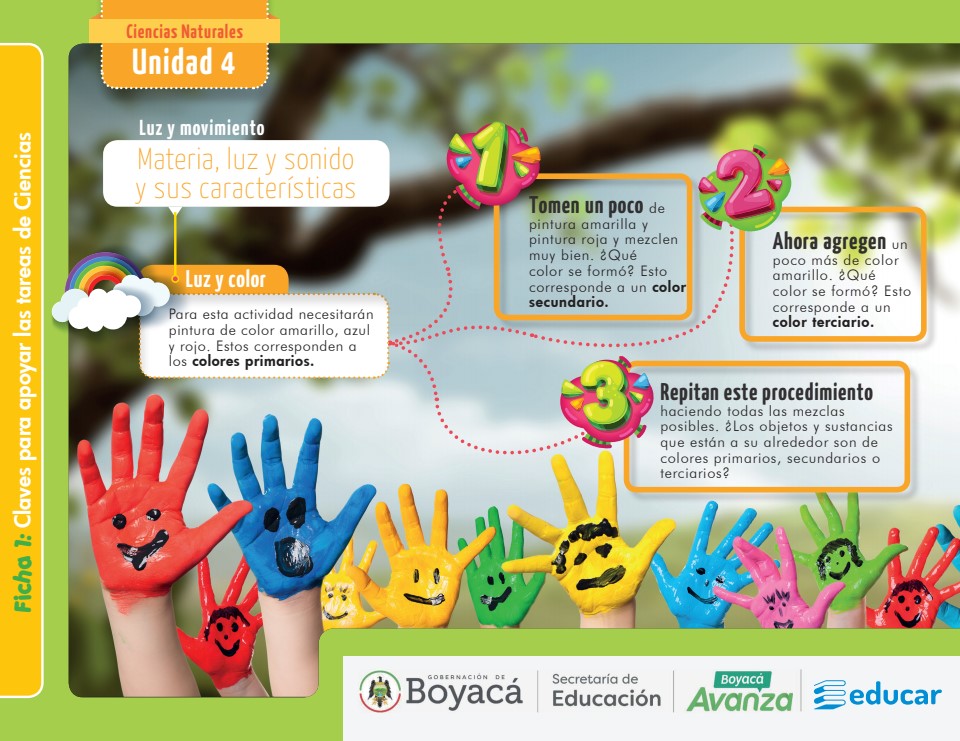 Ciencias Naturales
Unidad 4
Ficha 1: Claves para apoyar las tareas de Ciencias
Luz y movimiento
Materia, luz y sonido
y sus características
Luz y color
Para esta actividad necesitarán
pintura de color amarillo, azul
y rojo. Estos corresponden a
los colores primarios.
1
Tomen un poco de
pintura amarilla y
pintura roja y mezclen
muy bien. ¿Qué
color se formó? Esto
corresponde a un color
secundario.
2
Ahora agregen un
poco más de color
amarillo. ¿Qué
color se formó? Esto
corresponde a un
color terciario.
3
Repitan este procedimiento
haciendo todas las mezclas
posibles. ¿Los objetos y sustancias
que están a su alrededor son de
colores primarios, secundarios o
terciarios?
GOBERNACIÓN DE
Boyacá
Secretaría de
Educación
Boyacá
Avanza
educar